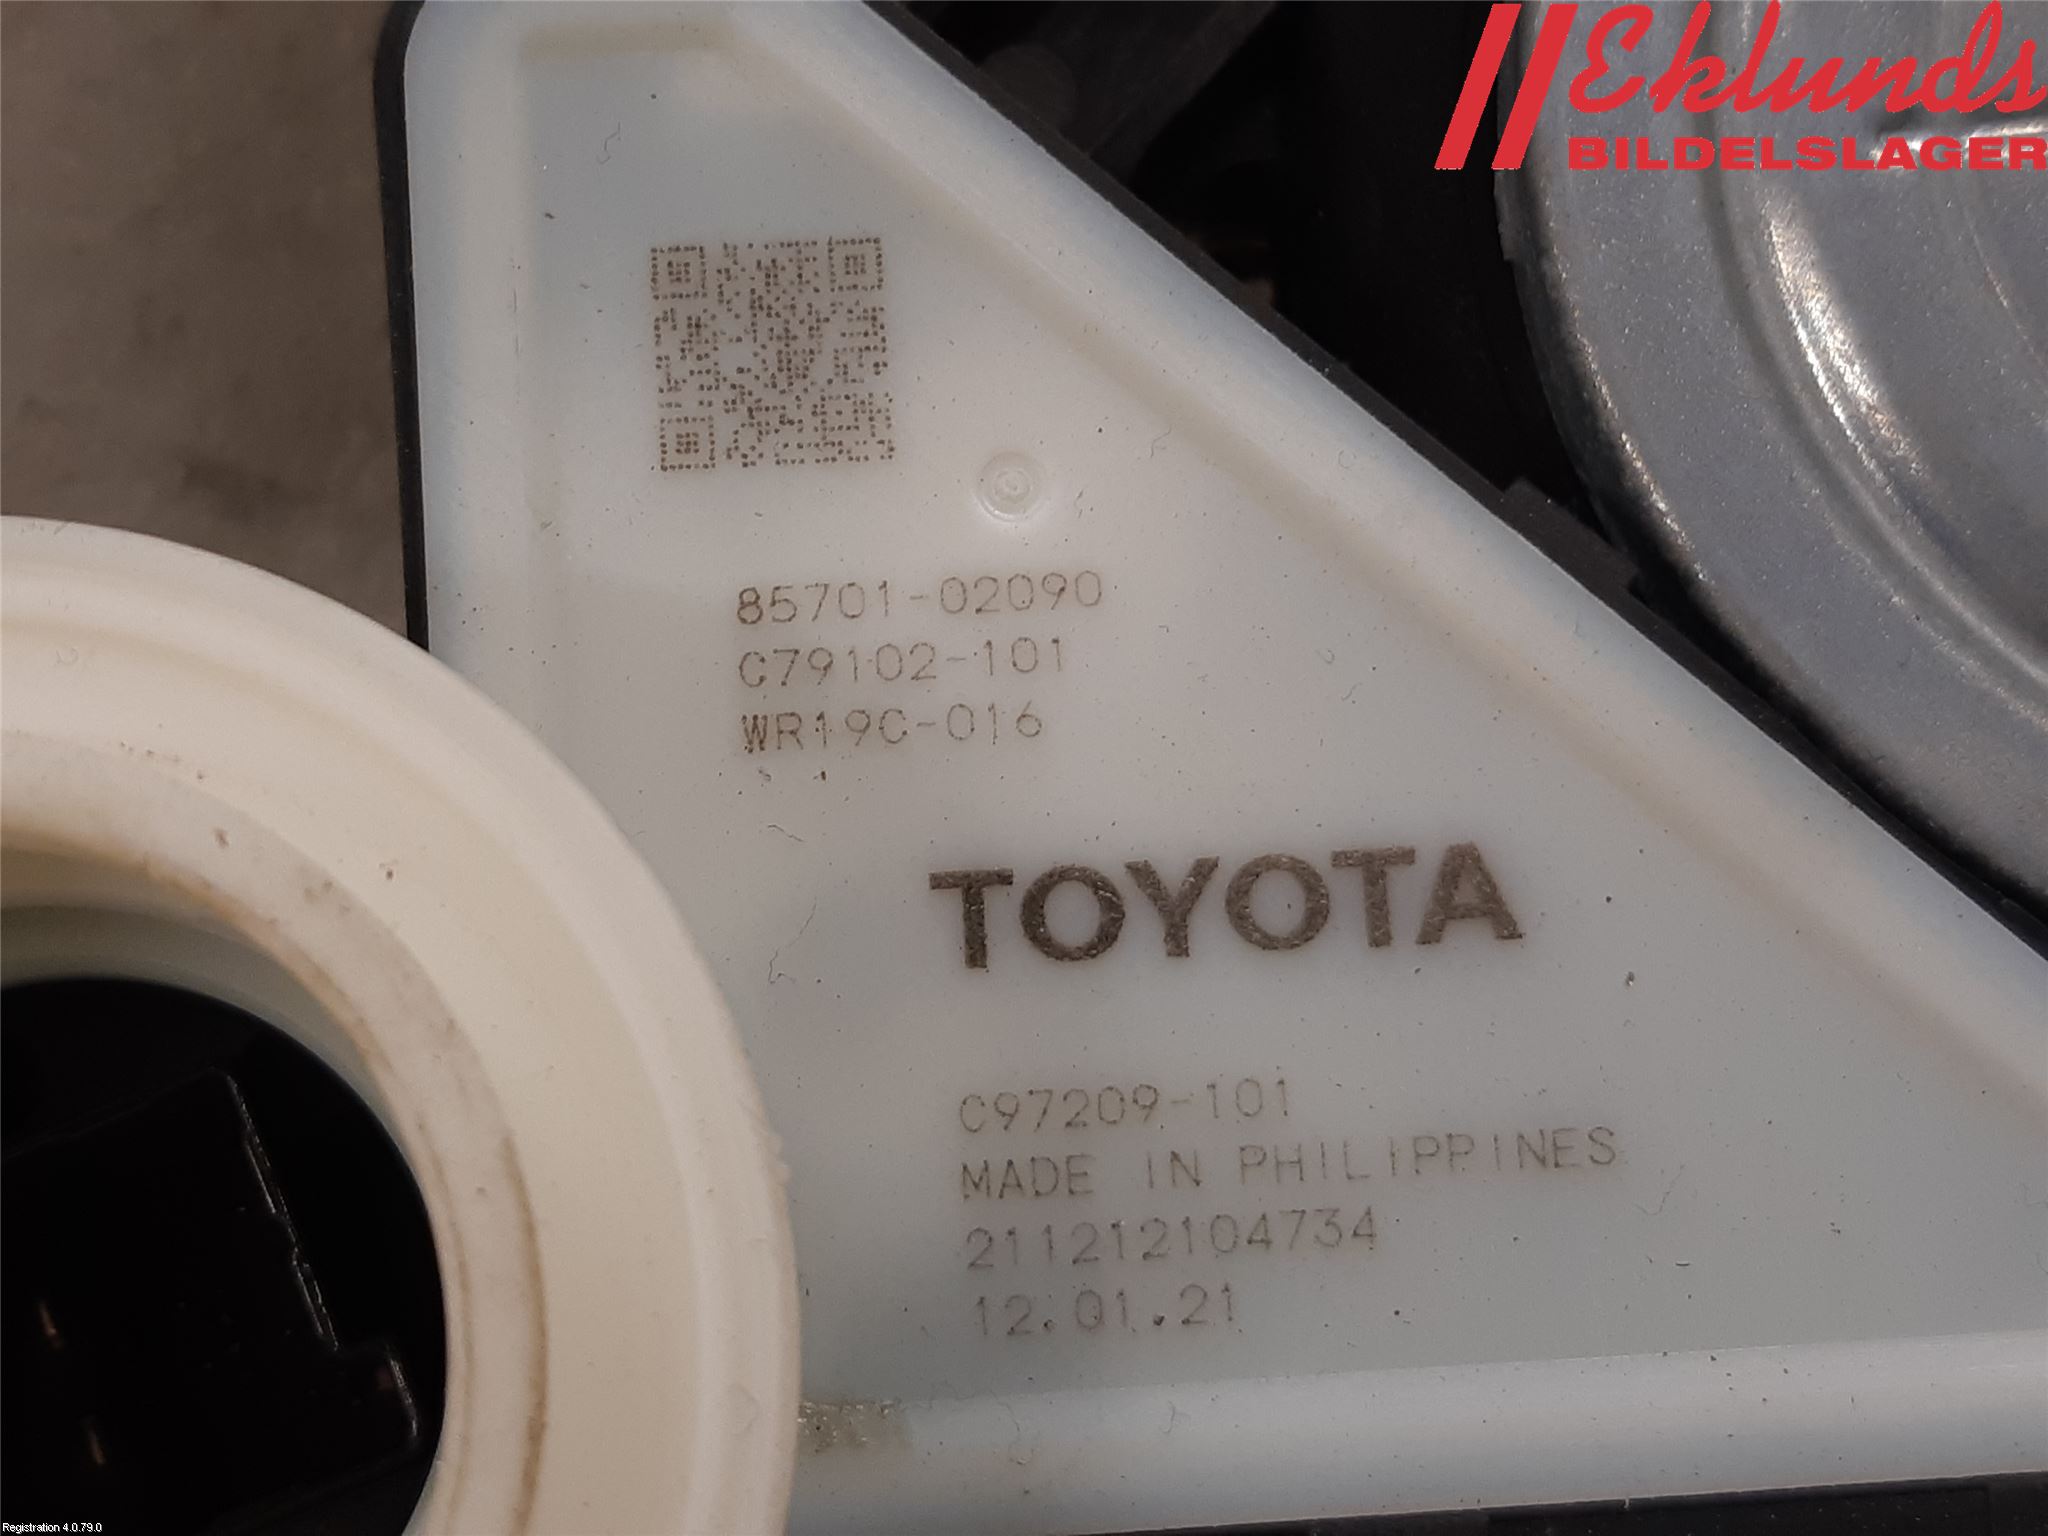 Eklunds
BILDELSLAGER
85701-02090
C79102-101
WR19C-016
TOYOTA
C97209-101
MADE IN PHILIPPINES
211212104734
12.01.21
Registration 4.0.79.0